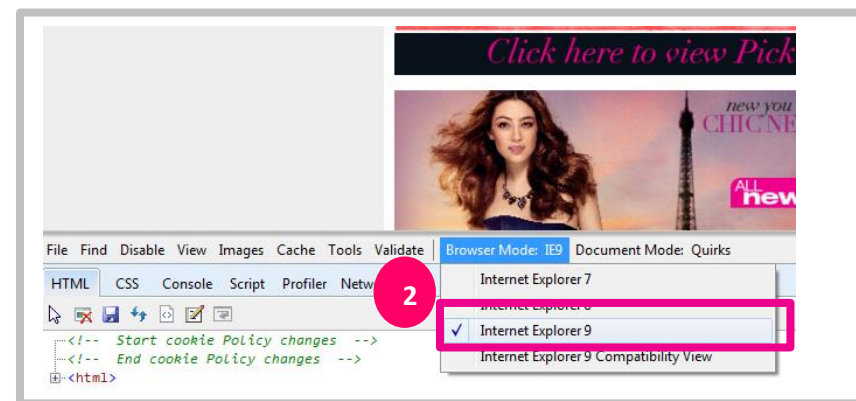 Click here to view Pick
new you
CHIC NE
ALL
new
File Find Disable View Images Cache Tools Validate Browser Mode: IE9 Document Mode: Quirks
HTML CSS Console Script Profiler Netw
Internet Explorer 7
2
Internet Explorer 9
<!-- Start cookie Policy changes -->
<!-- End cookie Policy changes -->
Internet Explorer 9 Compatibility View
<html>